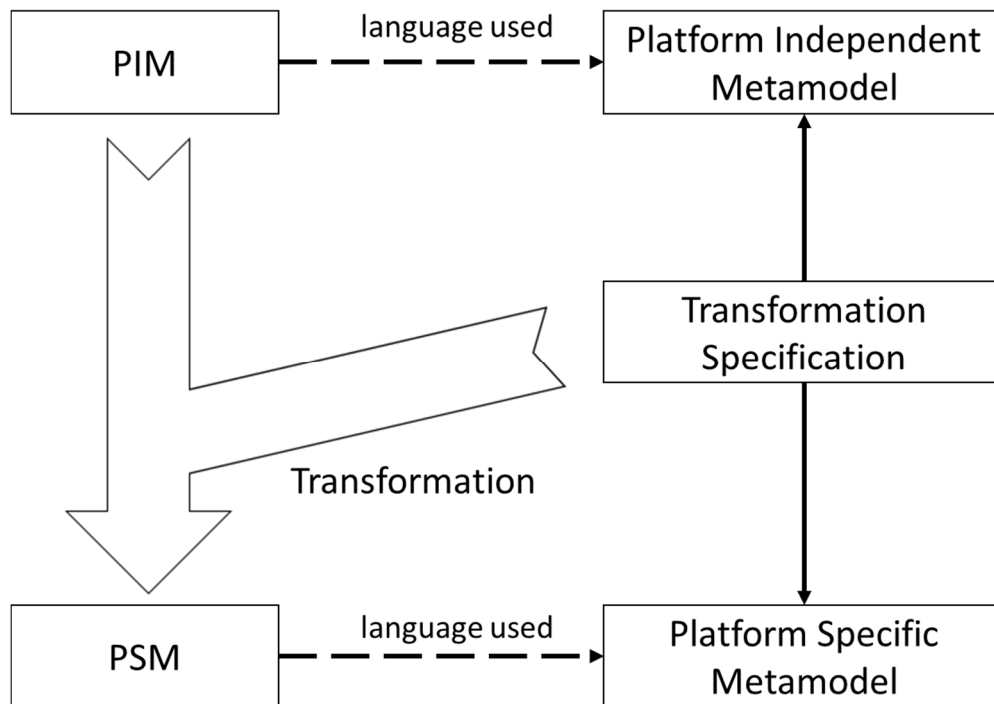 PIM
language used
Platform Independent
Metamodel
Transformation
Specification
Transformation
PSM
language used
Platform Specific
Metamodel